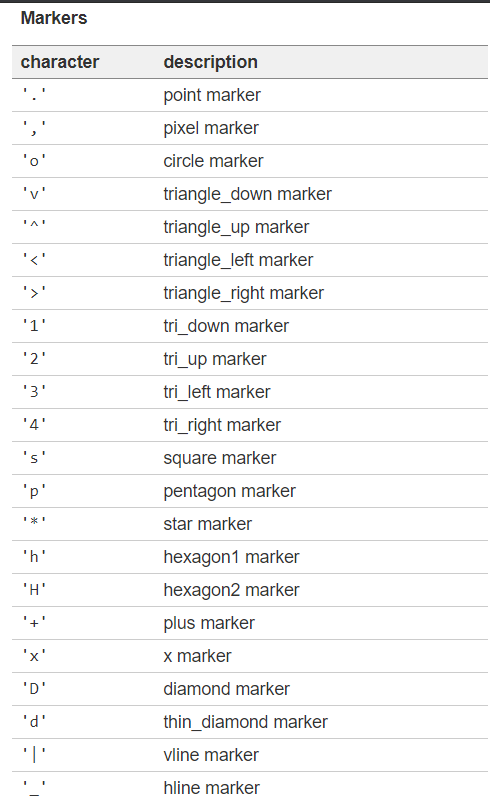 Markers
character description
'.' point marker
',' pixel marker
'o' circle marker
'v' triangle_down marker
'^' triangle_up marker
'<' triangle_left marker
'>' triangle_right marker
'1' tri_down marker
'2' tri_up marker
'3' tri_left marker
'4' tri_right marker
's' square marker
'p' pentagon marker
'*' star marker
'h' hexagon1 marker
'H' hexagon2 marker
'+' plus marker
'x' x marker
'D' diamond marker
'd' thin_diamond marker
'|' vline marker
'_' hline marker